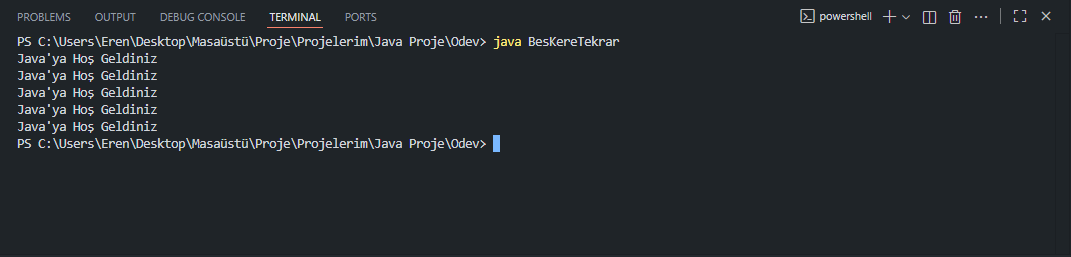 PROBLEMS OUTPUT DEBUG CONSOLE TERMINAL PORTS powershell
PS C:\Users\Eren\Desktop\Masaüstü\Proje\Projelerim\Java Proje\Odev> java BesKereTekrar
Java'ya Hoş Geldiniz
Java'ya Hoş Geldiniz
Java'ya Hoş Geldiniz
Java'ya Hoş Geldiniz
Java'ya Hoş Geldiniz
PS C:\Users\Eren\Desktop\Masaüstü\Proje\Projelerim\Java Proje\Odev>